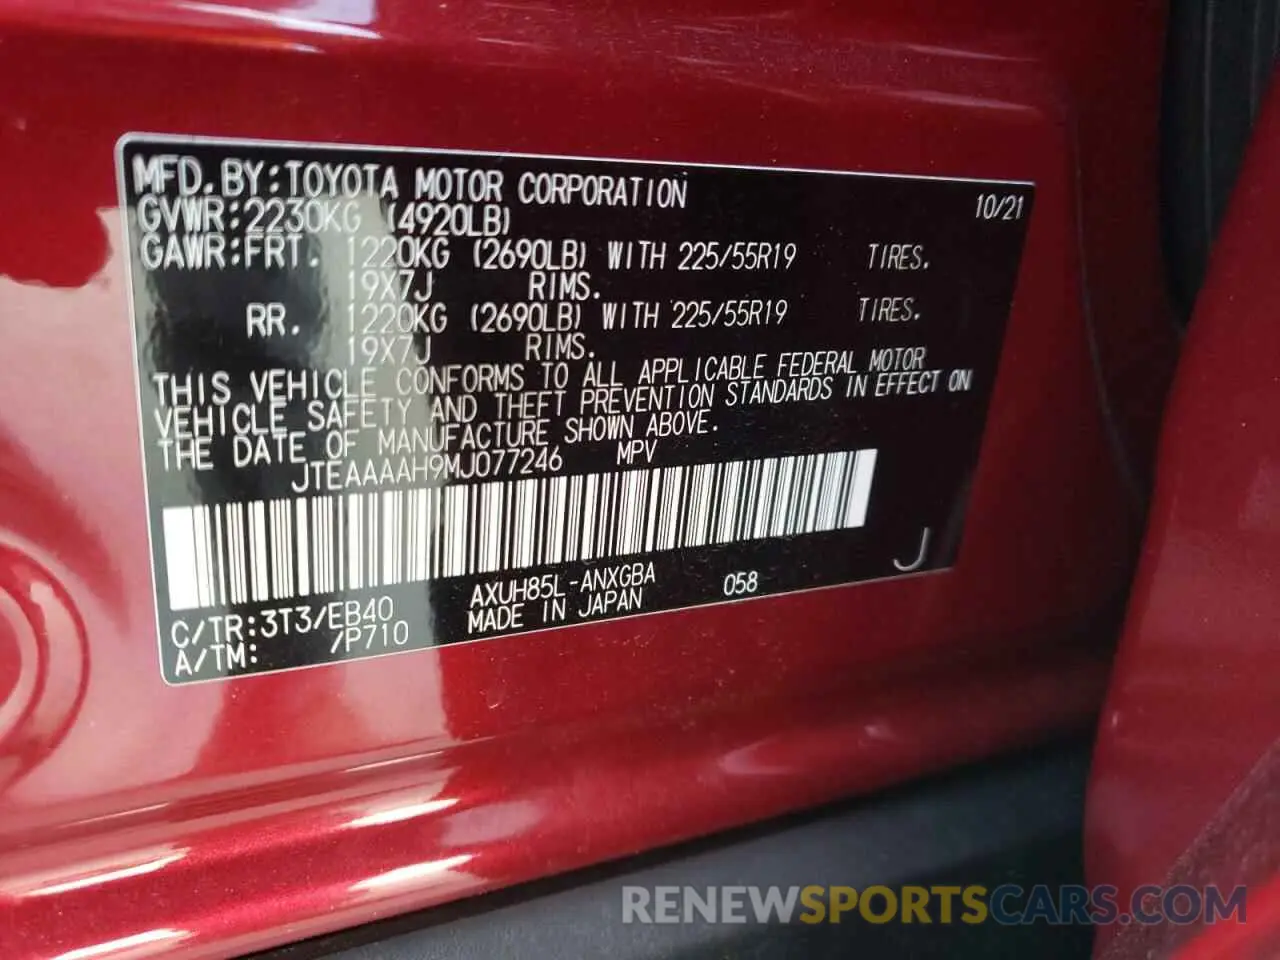 MFD. BY: TOYOTA MOTOR CORPORATION 10/21
GVWR: 2230KG (4920LB)
GAWR: FRT. 1220KG (2690LB) WITH 225/55R19 TIRES.
19X7J RIMS.
RR. 1220KG (2690LB) WITH 225/55R19 TIRES.
19X7J RIMS.
THIS VEHICLE CONFORMS TO ALL APPLICABLE FEDERAL MOTOR
VEHICLE SAFETY AND THEFT PREVENTION STANDARDS IN EFFECT ON
THE DATE OF MANUFACTURE SHOWN ABOVE.
JTEAAAAH9MJ077246 MPV
J
C/TR: 3T3/EB40 AXUH85L-ANXGBA 058
A/TM: /P710 MADE IN JAPAN
RENEWSPORTSCARS.COM